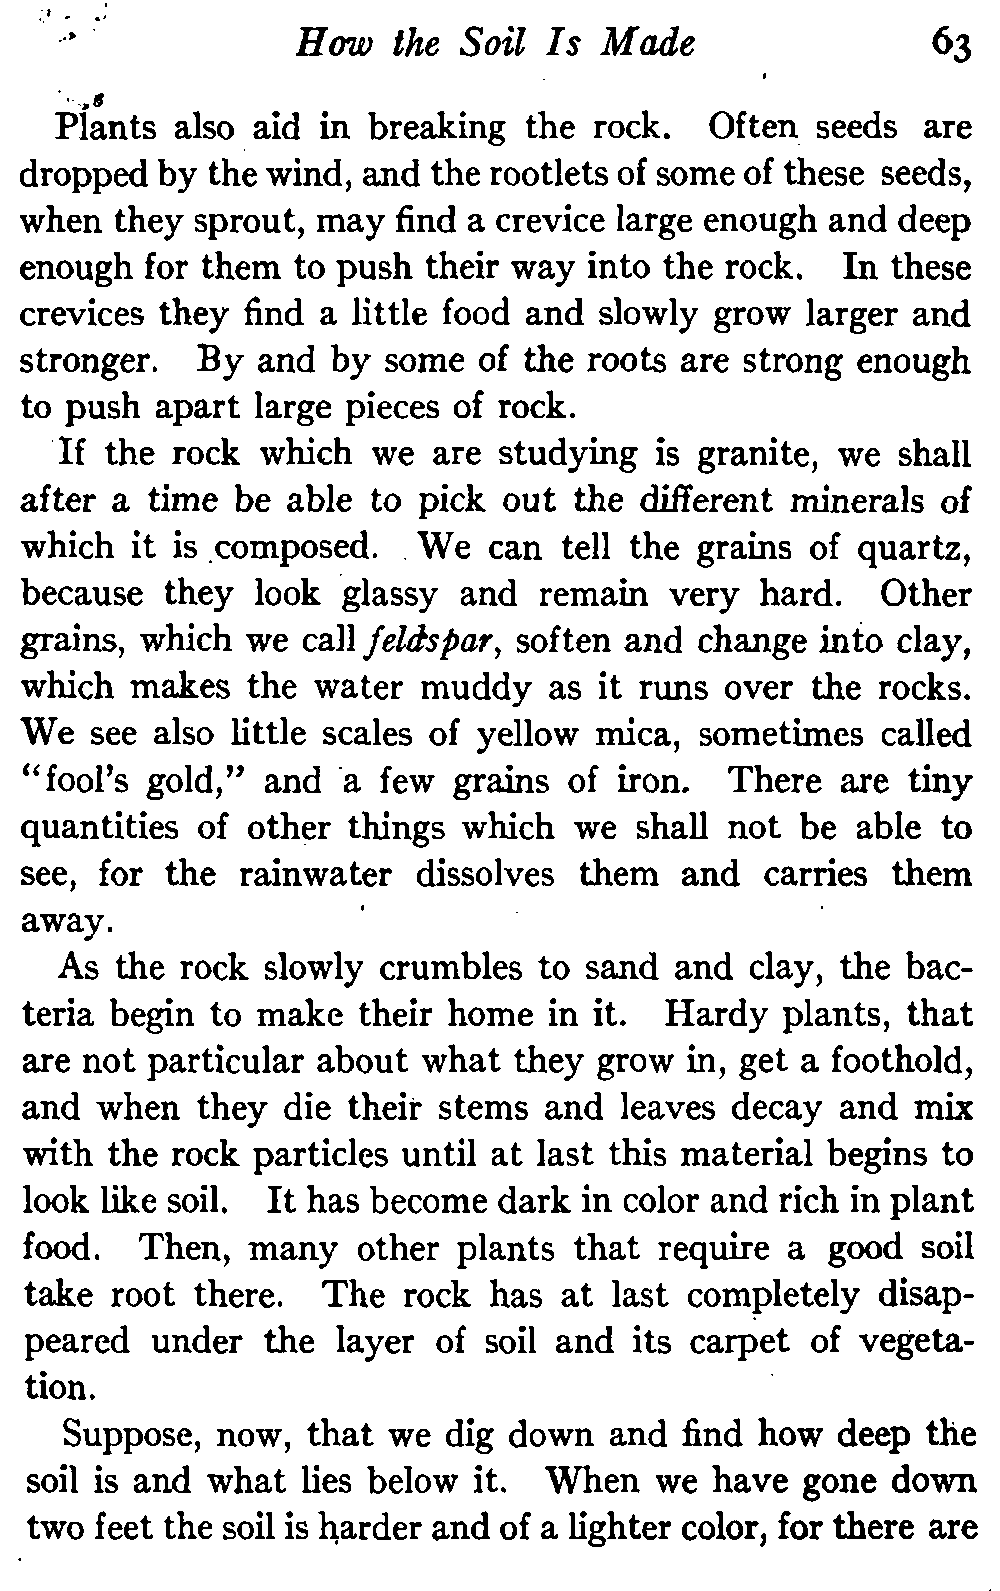 How the Soil Is Made 63
Plants also aid in breaking the rock. Often seeds are
dropped by the wind, and the rootlets of some of these seeds,
when they sprout, may find a crevice large enough and deep
enough for them to push their way into the rock. In these
crevices they find a little food and slowly grow larger and
stronger. By and by some of the roots are strong enough
to push apart large pieces of rock.
If the rock which we are studying is granite, we shall
after a time be able to pick out the different minerals of
which it is composed. We can tell the grains of quartz,
because they look glassy and remain very hard. Other
grains, which we call feldspar, soften and change into clay,
which makes the water muddy as it runs over the rocks.
We see also little scales of yellow mica, sometimes called
“fool's gold,” and a few grains of iron. There are tiny
quantities of other things which we shall not be able to
see, for the rainwater dissolves them and carries them
away.
As the rock slowly crumbles to sand and clay, the bac-
teria begin to make their home in it. Hardy plants, that
are not particular about what they grow in, get a foothold,
and when they die their stems and leaves decay and mix
with the rock particles until at last this material begins to
look like soil. It has become dark in color and rich in plant
food. Then, many other plants that require a good soil
take root there. The rock has at last completely disap-
peared under the layer of soil and its carpet of vegeta-
tion.
Suppose, now, that we dig down and find how deep the
soil is and what lies below it. When we have gone down
two feet the soil is harder and of a lighter color, for there are